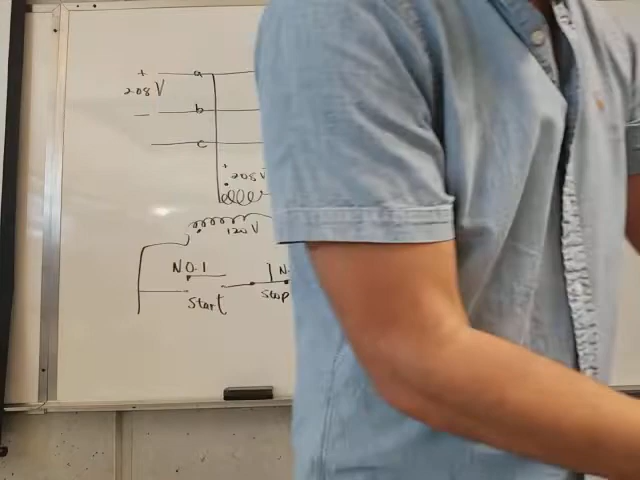 + a
208 V
- b
c
+
208 V
120 V
NO.1 N.
Start Stop